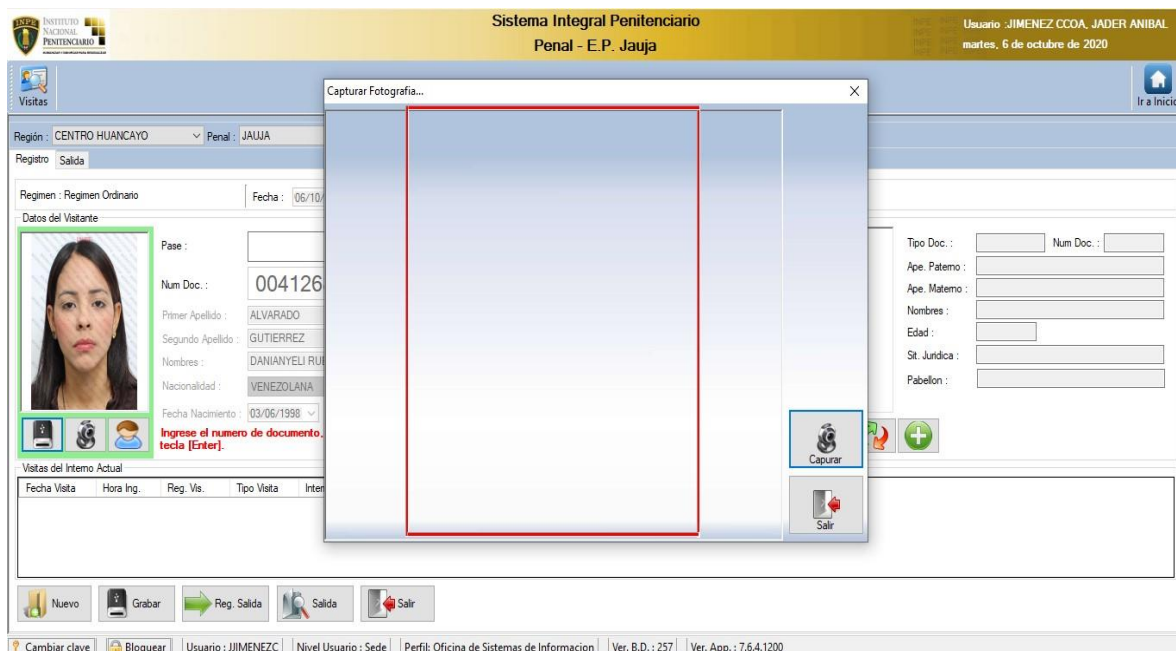 INPE
INSTITUTO
NACIONAL
PENITENCIARIO
Sistema Integral Penitenciario
Penal - E.P. Jauja
Usuario :JIMENEZ CCOA, JADER ANIBAL
martes, 6 de octubre de 2020
Visitas
Ir a Inicio
Capturar Fotografia...
Región : CENTRO HUANCAYO Penal : JAUJA
Registro Salida
Regimen : Regimen Ordinario Fecha : 06/10/
Datos del Visitante
Pase :
Num Doc. : 004126
Primer Apellido : ALVARADO
Segundo Apellido : GUTIERREZ
Nombres : DANIANYELI RU
Nacionalidad : VENEZOLANA
Fecha Nacimiento : 03/06/1998
Ingrese el numero de documento,
tecla [Enter].
Capurar
Salir
Tipo Doc. : Num Doc. :
Ape. Paterno :
Ape. Materno :
Nombres :
Edad :
Sit. Juridica :
Pabellon :
Visitas del Interno Actual
Fecha Visita Hora Ing. Reg. Vis. Tipo Visita Inter
Nuevo Grabar Reg. Salida Salida Salir
Cambiar clave Bloquear Usuario : JJIMENEZC Nivel Usuario : Sede Perfil: Oficina de Sistemas de Informacion Ver. B.D. : 257 Ver. App. : 7.6.4.1200